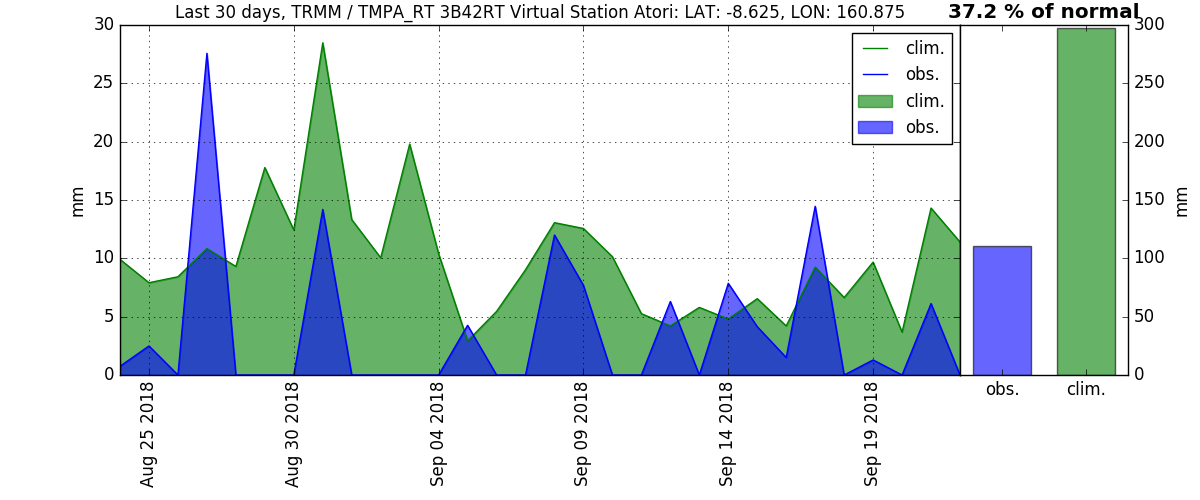 Last 30 days, TRMM / TMPA_RT 3B42RT Virtual Station Atori: LAT: -8.625, LON: 160.875
37.2 % of normal
30
25
20
15
10
5
0
mm
clim.
obs.
clim.
obs.
300
250
200
150
100
50
0
mm
obs.
clim.
Aug 25 2018
Aug 30 2018
Sep 04 2018
Sep 09 2018
Sep 14 2018
Sep 19 2018